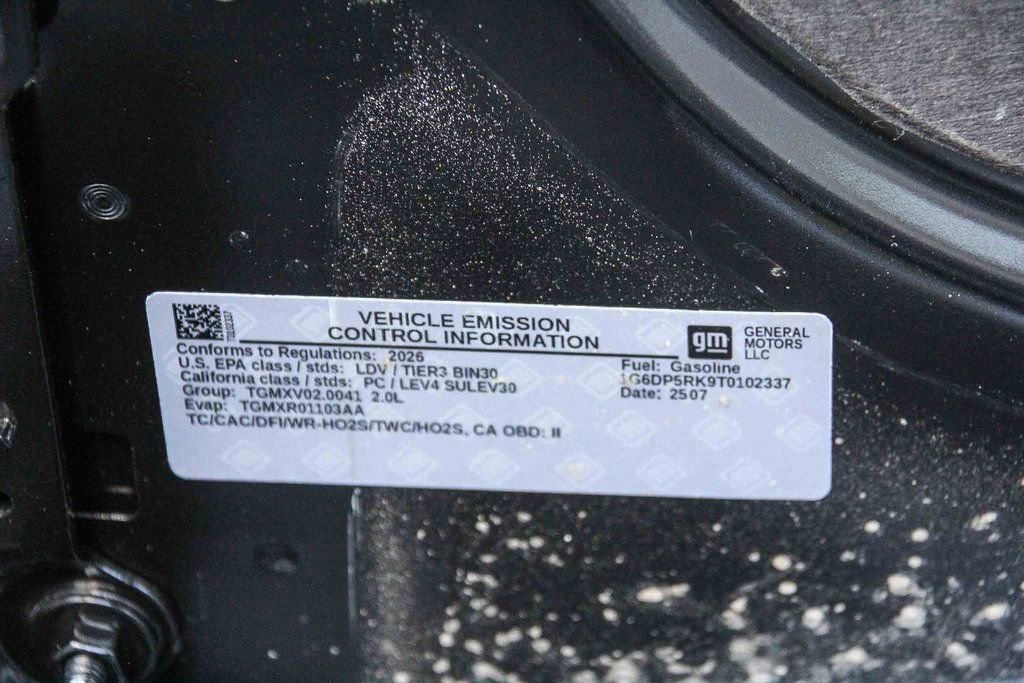 VEHICLE EMISSION
CONTROL INFORMATION
gm
GENERAL
MOTORS
LLC
Conforms to Regulations: 2026
U.S. EPA class / stds: LDV / TIER3 BIN30
California class / stds: PC / LEV4 SULEV30
Group: TGMXV02.0041 2.0L
Evap: TGMXR01103AA
TC/CAC/DFI/WR-HO2S/TWC/HO2S, CA OBD: II
Fuel: Gasoline
1G6DP5RK9T0102337
Date: 2507